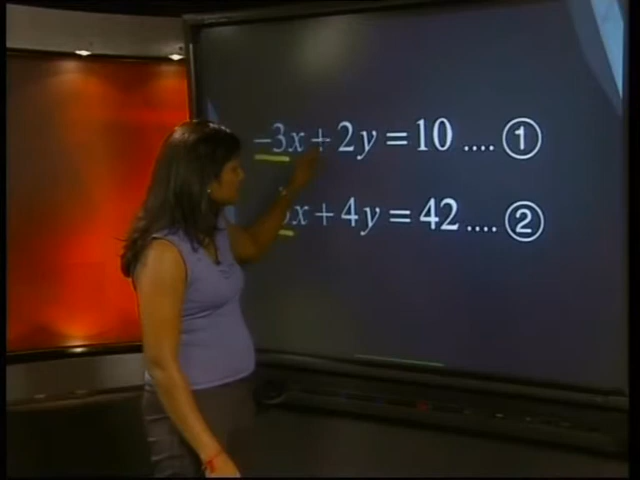 -3x + 2y = 10 .... ①
x + 4y = 42 .... ②